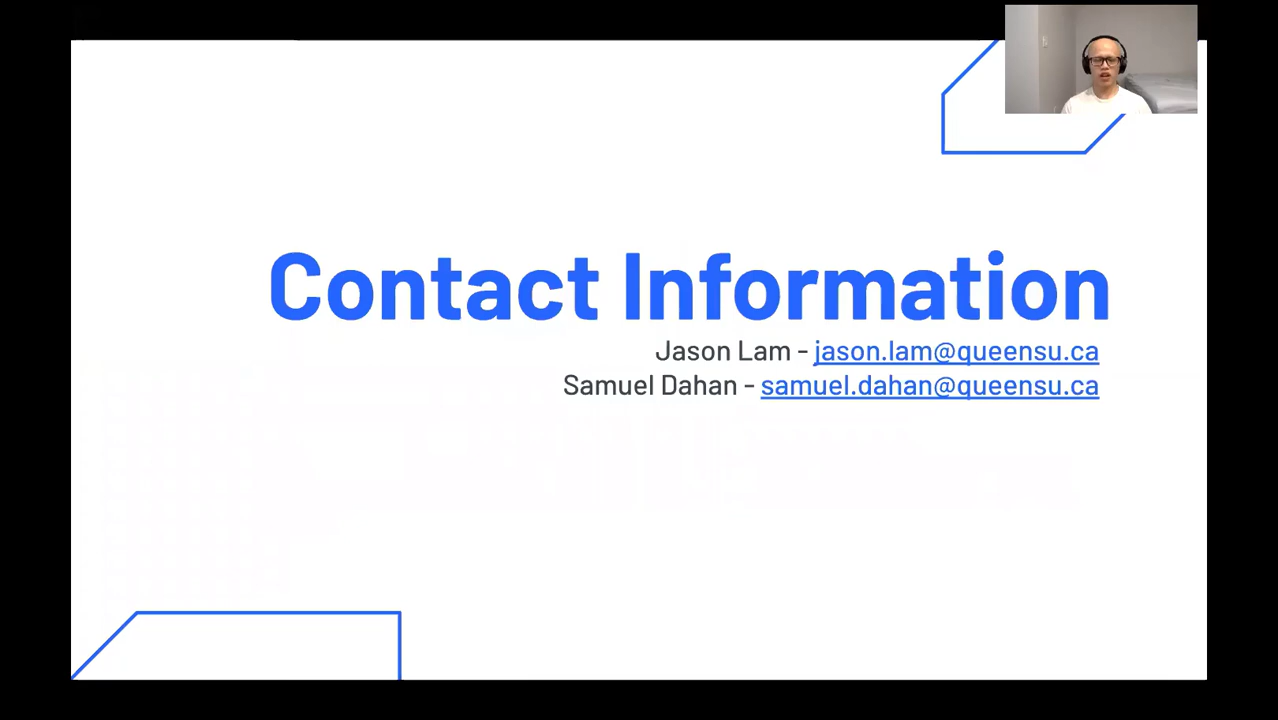 Contact Information
Jason Lam - jason.lam@queensu.ca
Samuel Dahan - samuel.dahan@queensu.ca